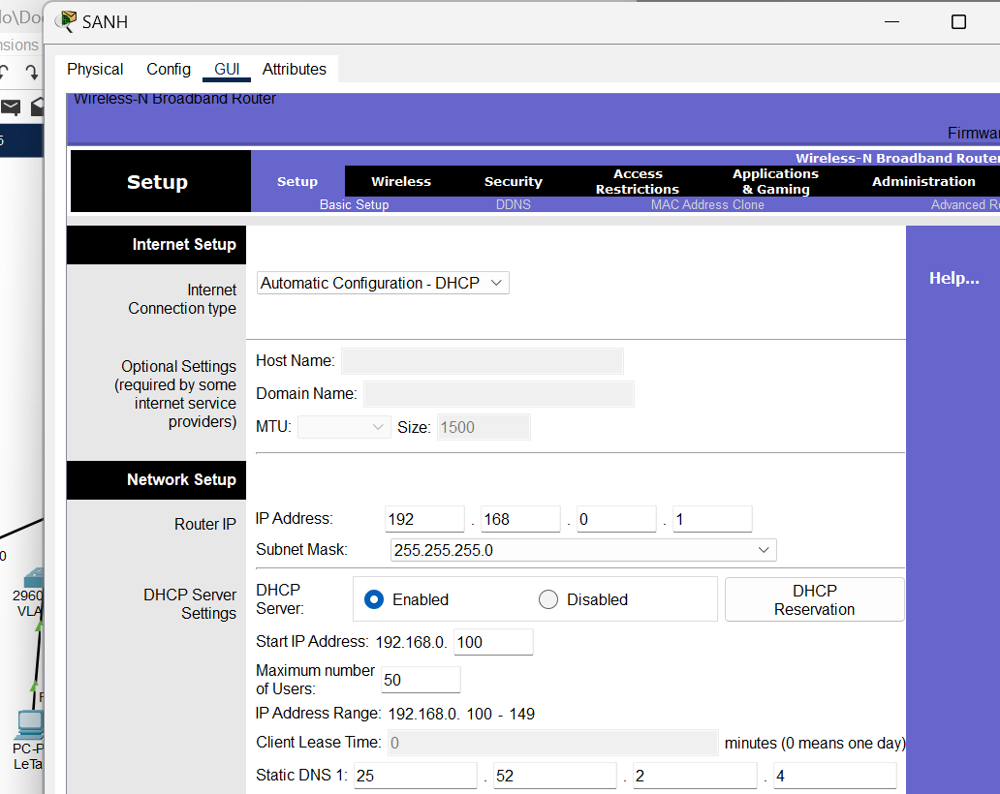 lo\Do
SANH
nsions
Physical Config GUI Attributes
Wireless-N Broadband Router
Firmwar
5
Wireless-N Broadband Router
Setup
Setup Wireless Security Access Restrictions Applications & Gaming Administration
Basic Setup DDNS MAC Address Clone Advanced R
Internet Setup
Internet
Connection type
Automatic Configuration - DHCP
Help...
Optional Settings
(required by some
internet service
providers)
Host Name:
Domain Name:
MTU: Size: 1500
Network Setup
Router IP
IP Address: 192 . 168 . 0 . 1
Subnet Mask: 255.255.255.0
0
2960
VLA
DHCP Server
Settings
DHCP
Server:
Enabled Disabled
DHCP
Reservation
Start IP Address: 192.168.0. 100
Maximum number
of Users:
50
IP Address Range: 192.168.0. 100 - 149
Client Lease Time: 0 minutes (0 means one day)
Static DNS 1: 25 . 52 . 2 . 4
F
PC-P
LeTa